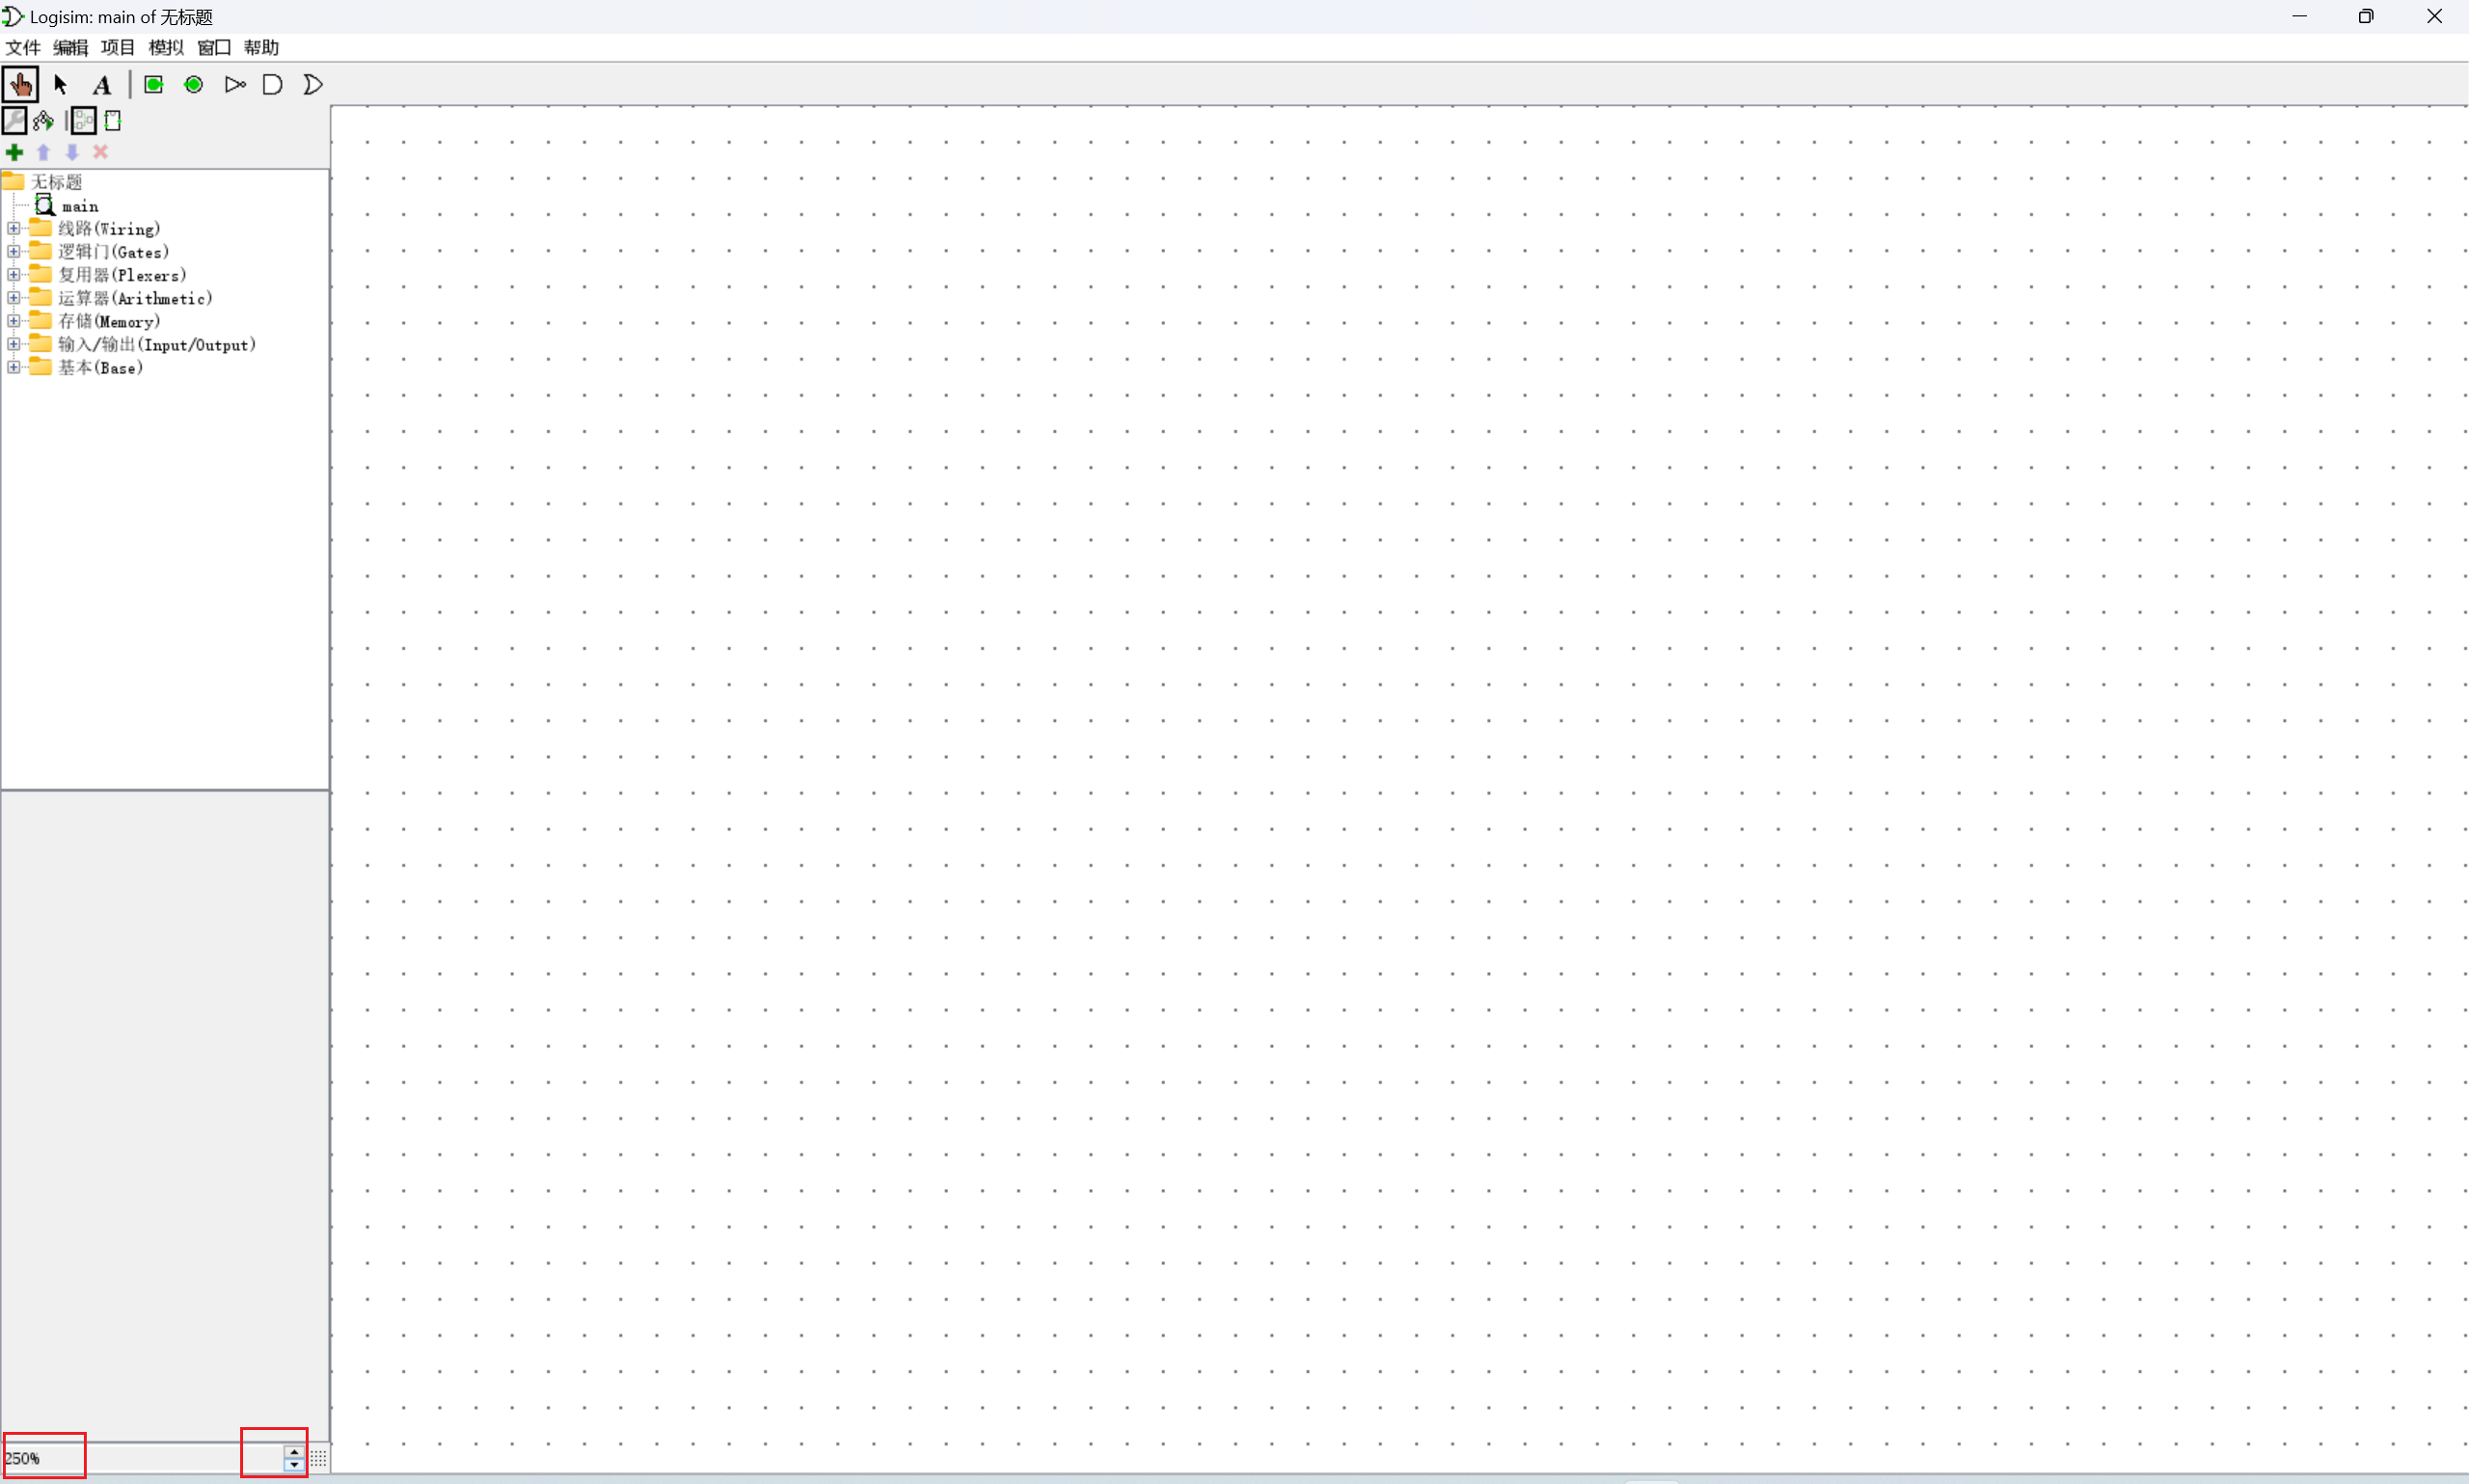 Logisim: main of 无标题
文件 编辑 项目 模拟 窗口 帮助
A
无标题
main
线路(Wiring)
逻辑门(Gates)
复用器(Plexers)
运算器(Arithmetic)
存储(Memory)
输入/输出(Input/Output)
基本(Base)
250%